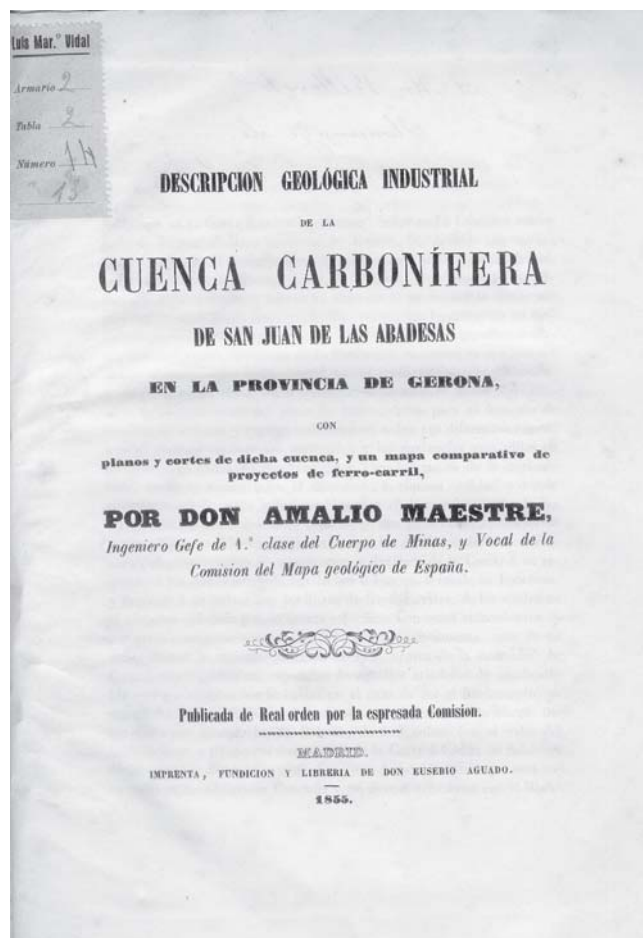 Luis Mar.º Vidal
Armario 2
Tabla 2
Número 14
13
DESCRIPCION GEOLÓGICA INDUSTRIAL
DE LA
CUENCA CARBONÍFERA
DE SAN JUAN DE LAS ABADESAS
EN LA PROVINCIA DE GERONA,
CON
planos y cortes de dicha cuenca, y un mapa comparativo de
proyectos de ferro-carril,
POR DON AMALIO MAESTRE,
Ingeniero Gefe de 1.ª clase del Cuerpo de Minas, y Vocal de la
Comision del Mapa geológico de España.
Publicada de Real orden por la espresada Comision.
MADRID.
IMPRENTA, FUNDICION Y LIBRERIA DE DON EUSEBIO AGUADO.
1855.